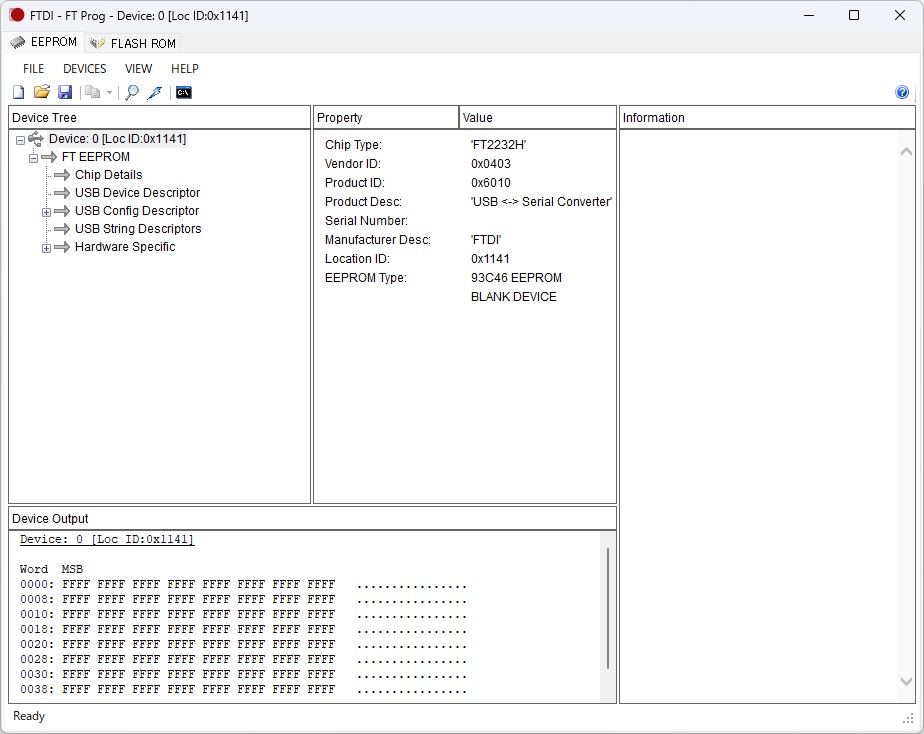 FTDI - FT Prog - Device: 0 [Loc ID:0x1141]
EEPROM FLASH ROM
FILE DEVICES VIEW HELP
C:\
?
Device Tree
Device: 0 [Loc ID:0x1141]
FT EEPROM
Chip Details
USB Device Descriptor
USB Config Descriptor
USB String Descriptors
Hardware Specific
Property Value
Chip Type: 'FT2232H'
Vendor ID: 0x0403
Product ID: 0x6010
Product Desc: 'USB <-> Serial Converter'
Serial Number:
Manufacturer Desc: 'FTDI'
Location ID: 0x1141
EEPROM Type: 93C46 EEPROM
BLANK DEVICE
Information
Device Output
Device: 0 [Loc ID:0x1141]
Word MSB
0000: FFFF FFFF FFFF FFFF FFFF FFFF FFFF FFFF ................
0008: FFFF FFFF FFFF FFFF FFFF FFFF FFFF FFFF ................
0010: FFFF FFFF FFFF FFFF FFFF FFFF FFFF FFFF ................
0018: FFFF FFFF FFFF FFFF FFFF FFFF FFFF FFFF ................
0020: FFFF FFFF FFFF FFFF FFFF FFFF FFFF FFFF ................
0028: FFFF FFFF FFFF FFFF FFFF FFFF FFFF FFFF ................
0030: FFFF FFFF FFFF FFFF FFFF FFFF FFFF FFFF ................
0038: FFFF FFFF FFFF FFFF FFFF FFFF FFFF FFFF ................
Ready